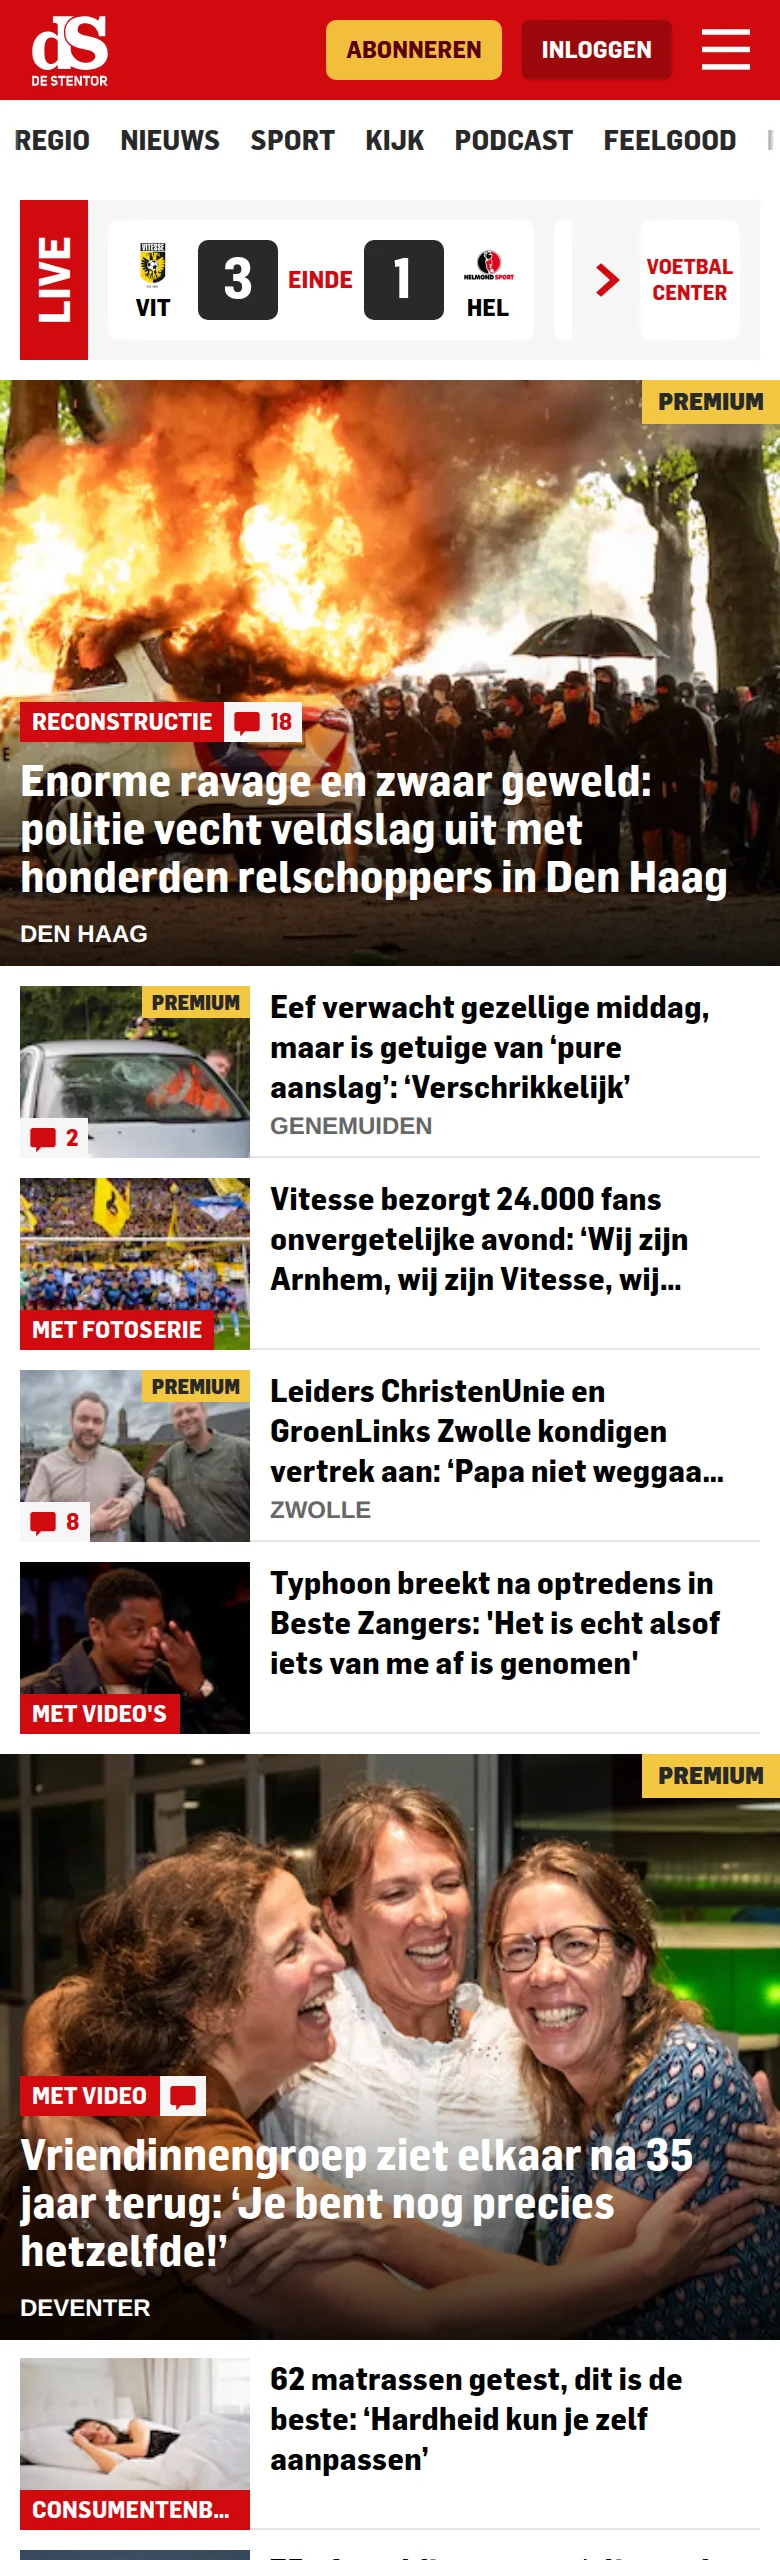 dS
DE STENTOR
ABONNEREN
INLOGGEN
REGIO NIEUWS SPORT KIJK PODCAST FEELGOOD
LIVE
VITESSE
VIT
3
EINDE
1
HELMOND SPORT
HEL
VOETBAL
CENTER
PREMIUM
RECONSTRUCTIE
18
Enorme ravage en zwaar geweld:
politie vecht veldslag uit met
honderden relschoppers in Den Haag
DEN HAAG
PREMIUM
2
Eef verwacht gezellige middag,
maar is getuige van ‘pure
aanslag’: ‘Verschrikkelijk’
GENEMUIDEN
MET FOTOSERIE
Vitesse bezorgt 24.000 fans
onvergetelijke avond: ‘Wij zijn
Arnhem, wij zijn Vitesse, wij...
PREMIUM
8
Leiders ChristenUnie en
GroenLinks Zwolle kondigen
vertrek aan: ‘Papa niet weggaa...
ZWOLLE
MET VIDEO'S
Typhoon breekt na optredens in
Beste Zangers: 'Het is echt alsof
iets van me af is genomen'
PREMIUM
MET VIDEO
Vriendinnengroep ziet elkaar na 35
jaar terug: ‘Je bent nog precies
hetzelfde!’
DEVENTER
CONSUMENTENB...
62 matrassen getest, dit is de
beste: ‘Hardheid kun je zelf
aanpassen’